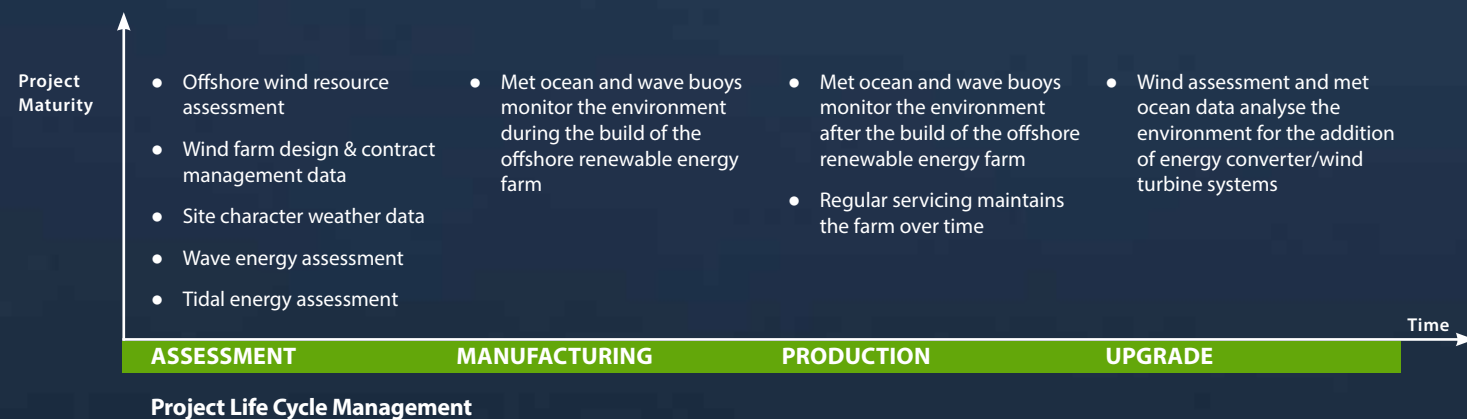 Project
Maturity
● Offshore wind resource
assessment
● Wind farm design & contract
management data
● Site character weather data
● Wave energy assessment
● Tidal energy assessment
● Met ocean and wave buoys
monitor the environment
during the build of the
offshore renewable energy
farm
● Met ocean and wave buoys
monitor the environment
after the build of the offshore
renewable energy farm
● Regular servicing maintains
the farm over time
● Wind assessment and met
ocean data analyse the
environment for the addition
of energy converter/wind
turbine systems
Time
ASSESSMENT MANUFACTURING PRODUCTION UPGRADE
Project Life Cycle Management